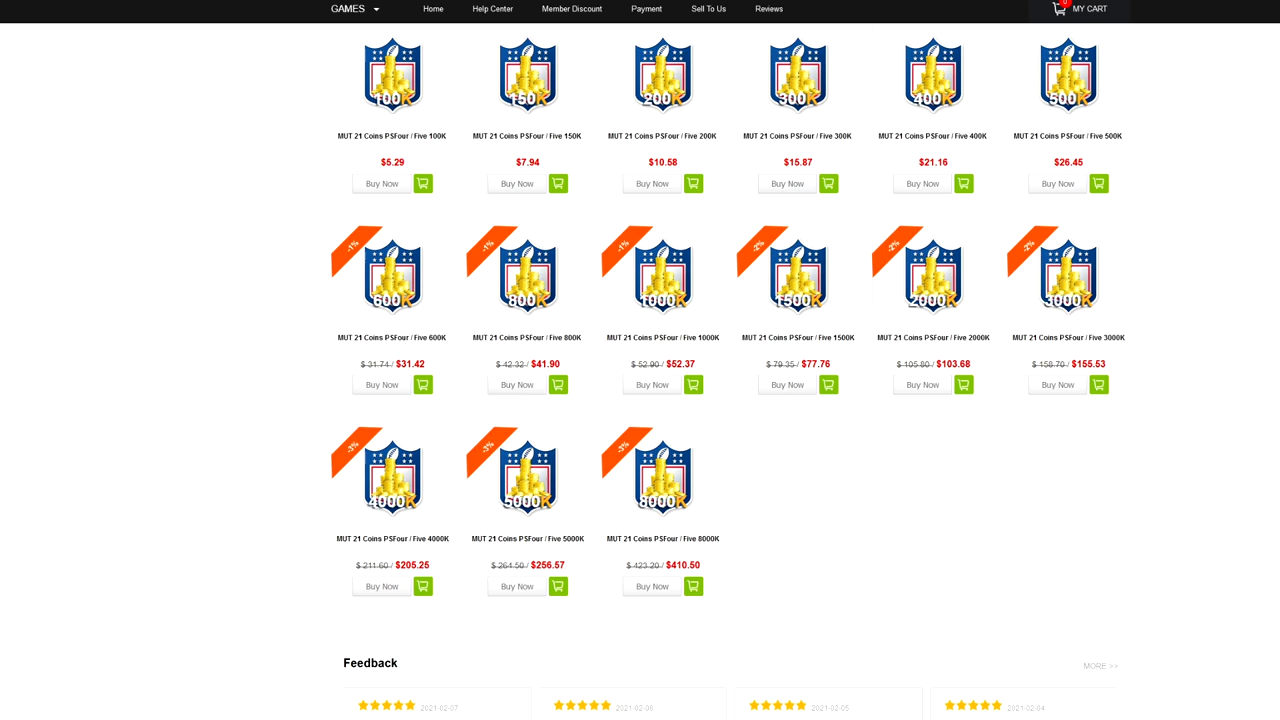 GAMES Home Help Center Member Discount Payment Sell To Us Reviews 0 MY CART
100K 150K 200K 300K 400K 500K
MUT 21 Coins PSFour / Five 100K MUT 21 Coins PSFour / Five 150K MUT 21 Coins PSFour / Five 200K MUT 21 Coins PSFour / Five 300K MUT 21 Coins PSFour / Five 400K MUT 21 Coins PSFour / Five 500K
$5.29 $7.94 $10.58 $15.87 $21.16 $26.45
Buy Now Buy Now Buy Now Buy Now Buy Now Buy Now
-1% -1% -1% -2% -2% -2%
600K 800K 1000K 1500K 2000K 3000K
MUT 21 Coins PSFour / Five 600K MUT 21 Coins PSFour / Five 800K MUT 21 Coins PSFour / Five 1000K MUT 21 Coins PSFour / Five 1500K MUT 21 Coins PSFour / Five 2000K MUT 21 Coins PSFour / Five 3000K
$ 31.74 / $31.42 $ 42.32 / $41.90 $ 52.90 / $52.37 $ 79.35 / $77.76 $ 105.80 / $103.68 $ 158.70 / $155.53
Buy Now Buy Now Buy Now Buy Now Buy Now Buy Now
-3% -3% -3%
4000K 5000K 8000K
MUT 21 Coins PSFour / Five 4000K MUT 21 Coins PSFour / Five 5000K MUT 21 Coins PSFour / Five 8000K
$ 211.60 / $205.25 $ 264.50 / $256.57 $ 423.20 / $410.50
Buy Now Buy Now Buy Now
Feedback MORE >>
2021-02-07 2021-02-06 2021-02-05 2021-02-04